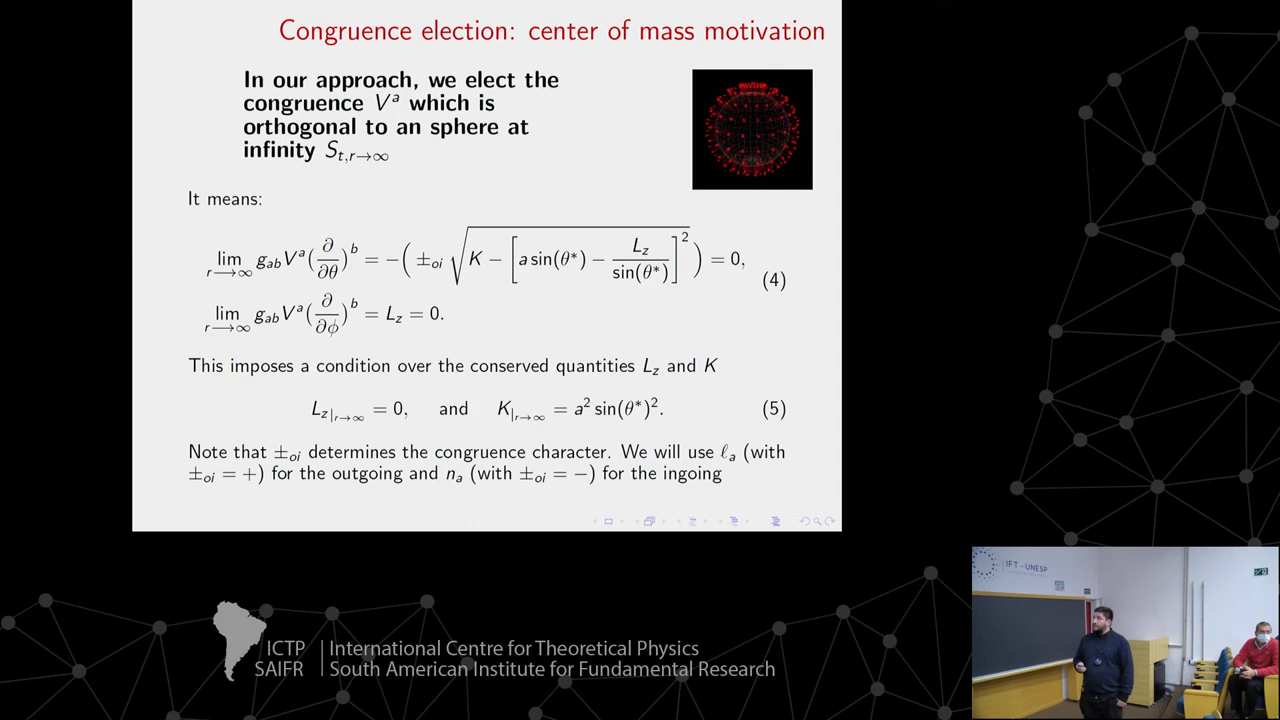 Congruence election: center of mass motivation
In our approach, we elect the
congruence V^a which is
orthogonal to an sphere at
infinity S_{t,r→∞}
It means:
lim_{r⟶∞} g_{ab}V^a(∂/∂θ)^b = −( ±_{oi} √(K − [a sin(θ*) − L_z/sin(θ*)]^2) ) = 0,
(4)
lim_{r⟶∞} g_{ab}V^a(∂/∂ϕ)^b = L_z = 0.
This imposes a condition over the conserved quantities L_z and K
L_{z|r→∞} = 0, and K_{|r→∞} = a^2 sin(θ*)^2. (5)
Note that ±_{oi} determines the congruence character. We will use ℓ_a (with
±_{oi} = +) for the outgoing and n_a (with ±_{oi} = −) for the ingoing
IFT - UNESP
ICTP International Centre for Theoretical Physics
SAIFR South American Institute for Fundamental Research